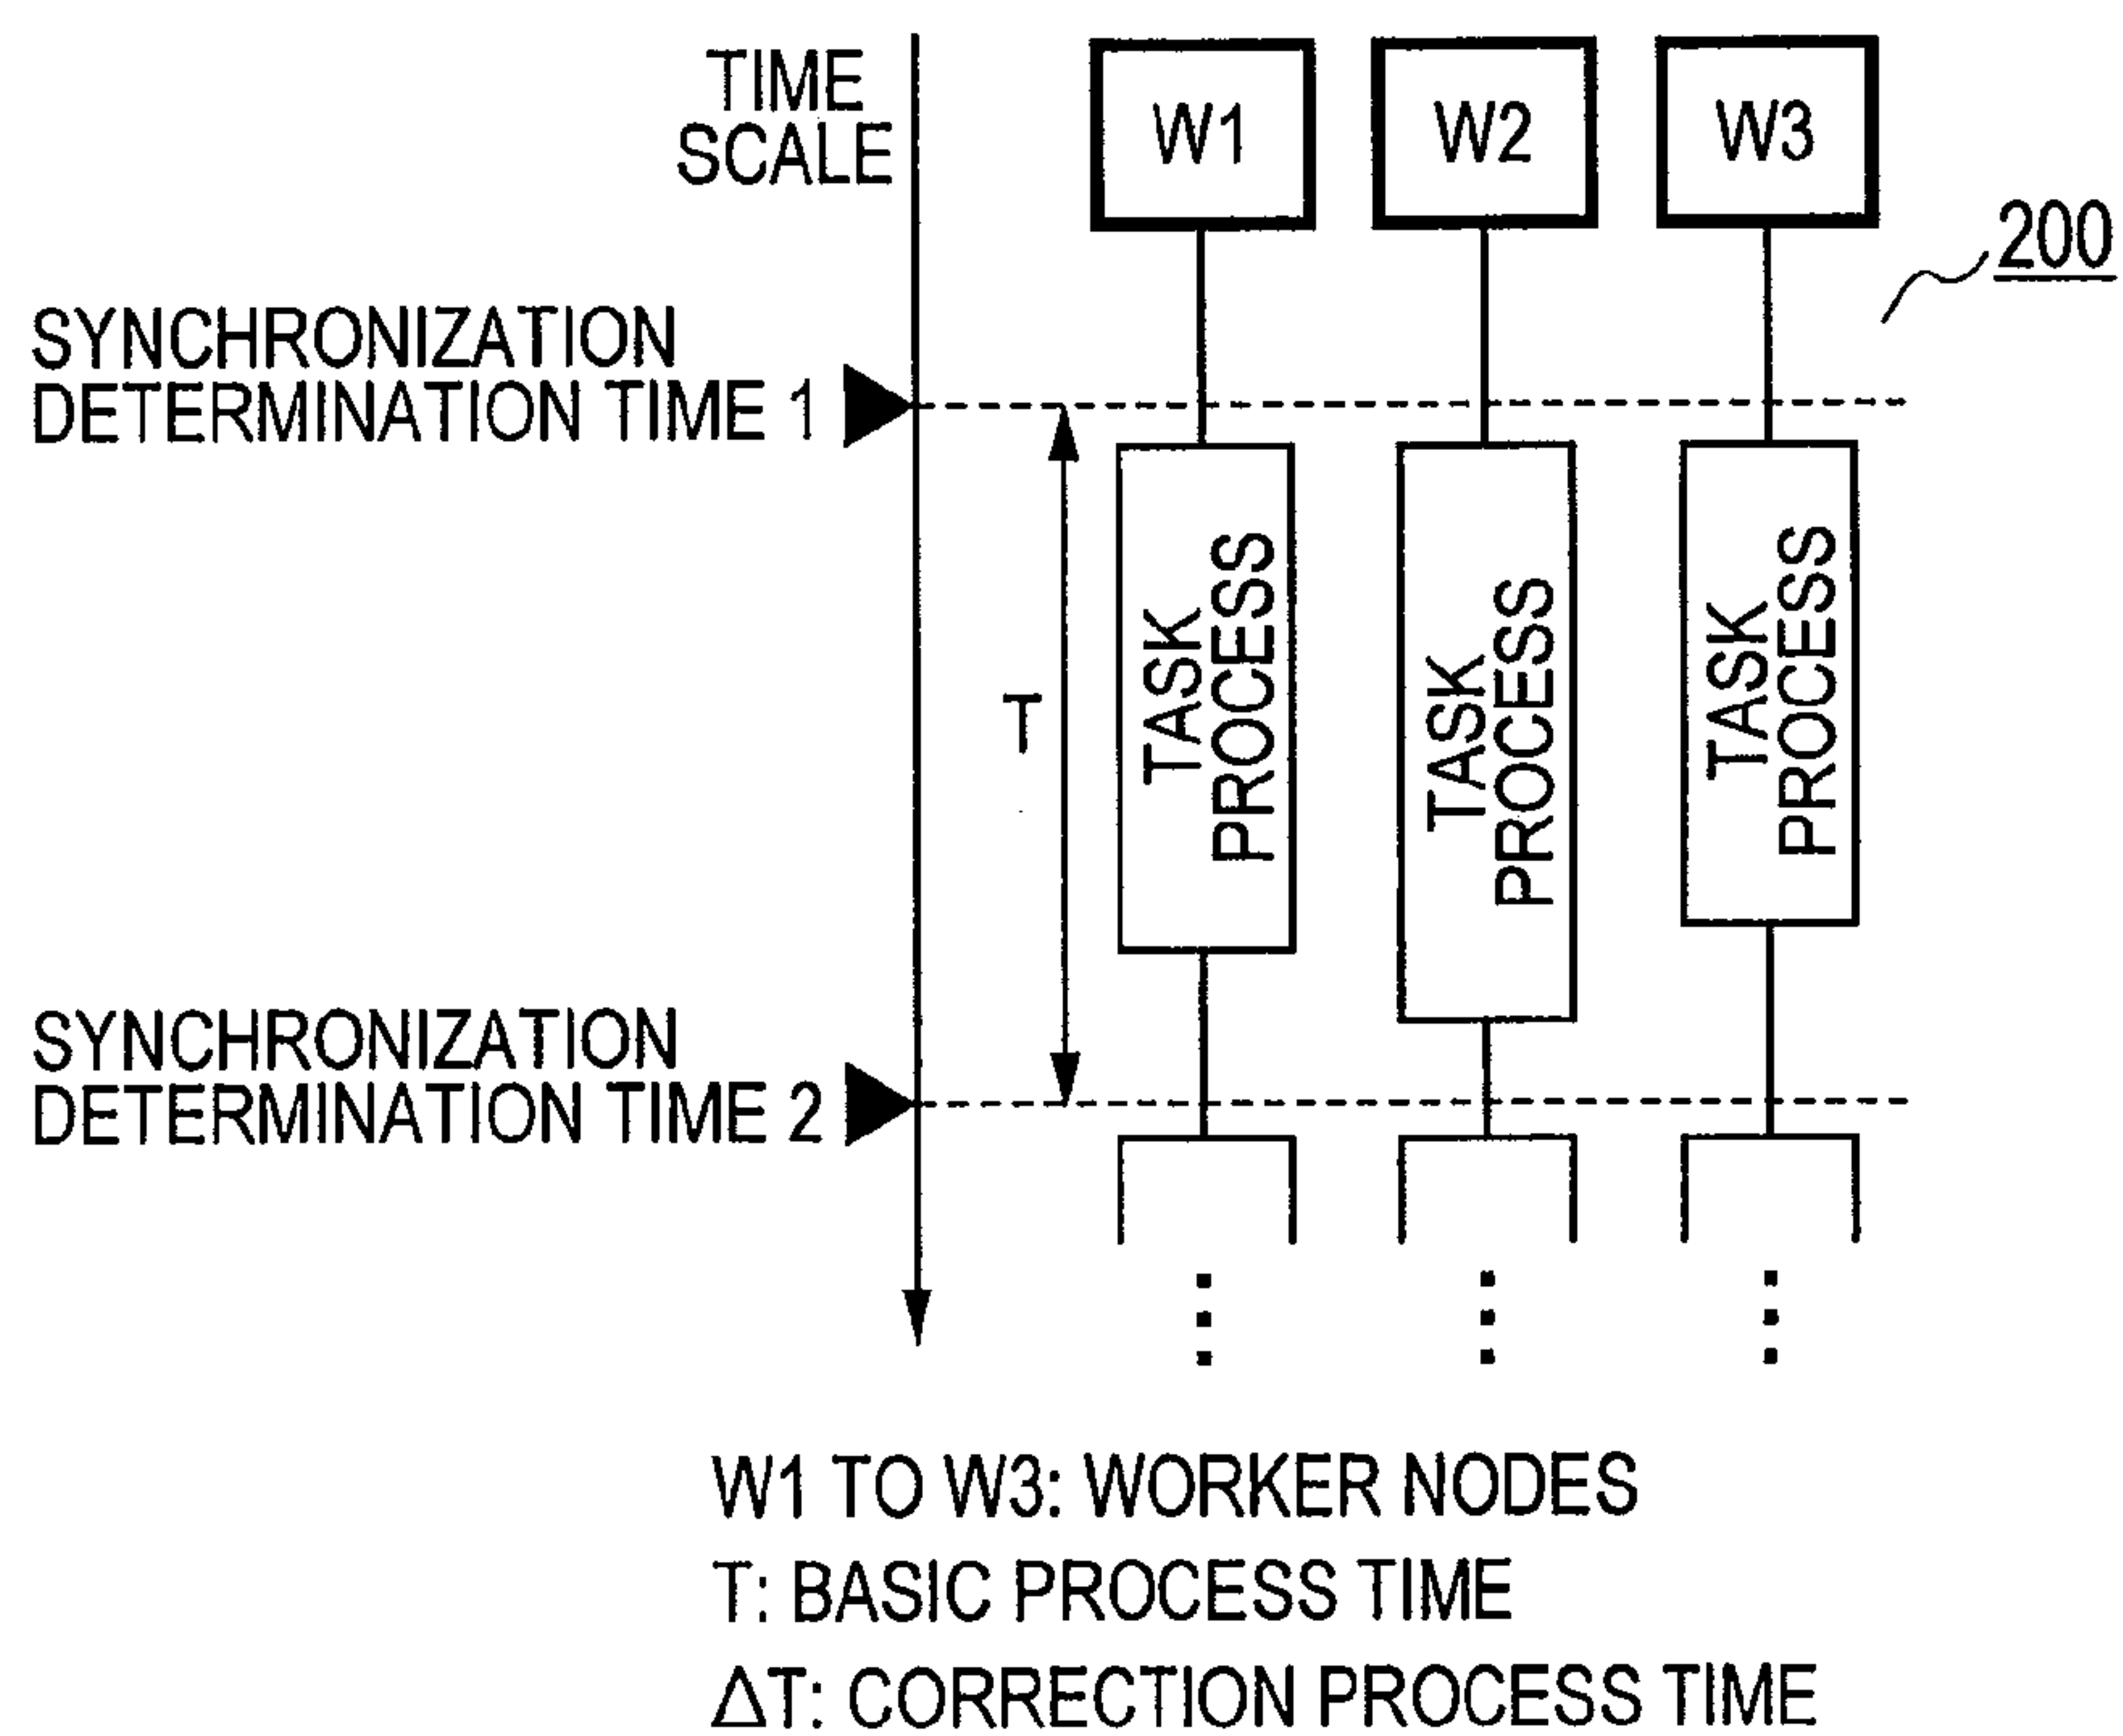 TIME
SCALE
W1
W2
W3
200
SYNCHRONIZATION
DETERMINATION TIME 1
T
TASK
PROCESS
TASK
PROCESS
TASK
PROCESS
SYNCHRONIZATION
DETERMINATION TIME 2
W1 TO W3: WORKER NODES
T: BASIC PROCESS TIME
ΔT: CORRECTION PROCESS TIME